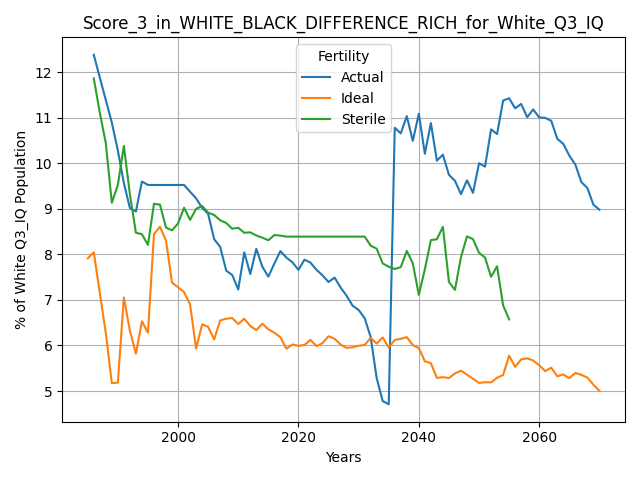 Score_3_in_WHITE_BLACK_DIFFERENCE_RICH_for_White_Q3_IQ
Fertility
Actual
Ideal
Sterile
% of White Q3_IQ Population
12
11
10
9
8
7
6
5
2000
2020
2040
2060
Years